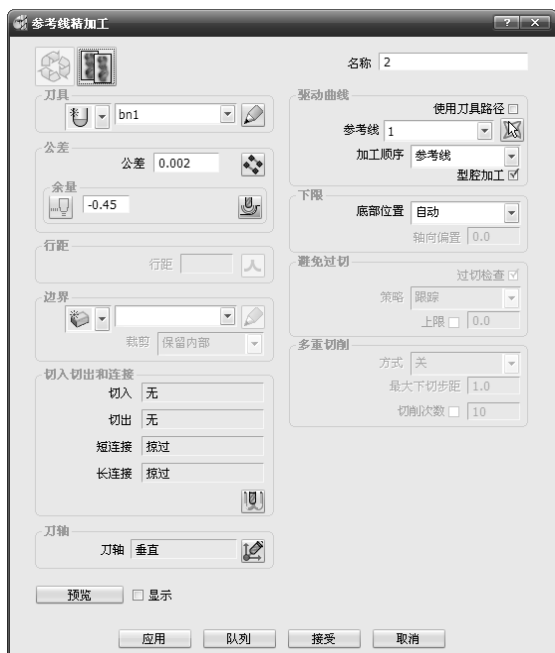 参考线精加工
名称 2
刀具
bn1
公差
公差 0.002
余量
-0.45
行距
行距
边界
裁剪 保留内部
切入切出和连接
切入 无
切出 无
短连接 掠过
长连接 掠过
刀轴
刀轴 垂直
预览 显示
驱动曲线
使用刀具路径
参考线 1
加工顺序 参考线
型腔加工
下限
底部位置 自动
轴向偏置 0.0
避免过切
过切检查
策略 跟踪
上限 0.0
多重切削
方式 关
最大下切步距 1.0
切削次数 10
应用 队列 接受 取消